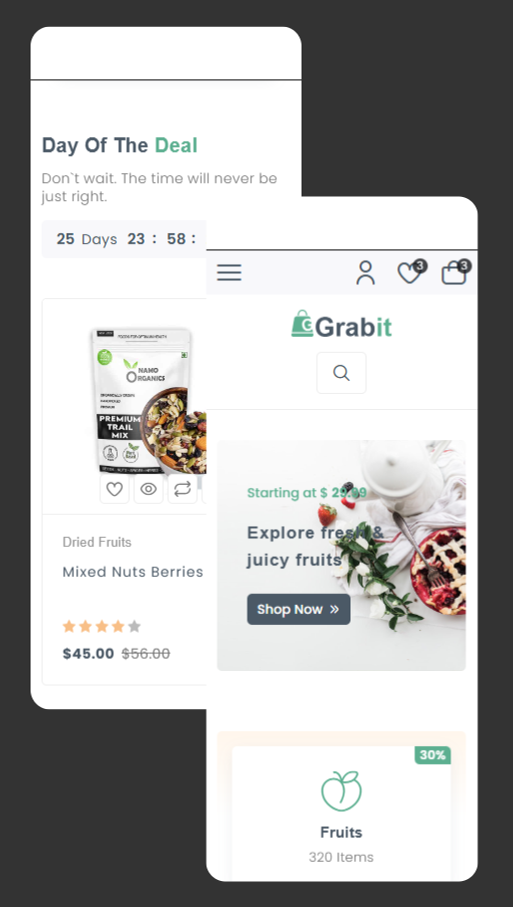 Day Of The Deal
Don`t wait. The time will never be
just right.
25 Days 23 : 58 :
NAMO
ORGANICS
PREMIUM
TRAIL
MIX
Dried Fruits
Mixed Nuts Berries
$45.00 $56.00
3 3
Grabit
Starting at $ 29.99
Explore fresh &
juicy fruits
Shop Now »
30%
Fruits
320 Items